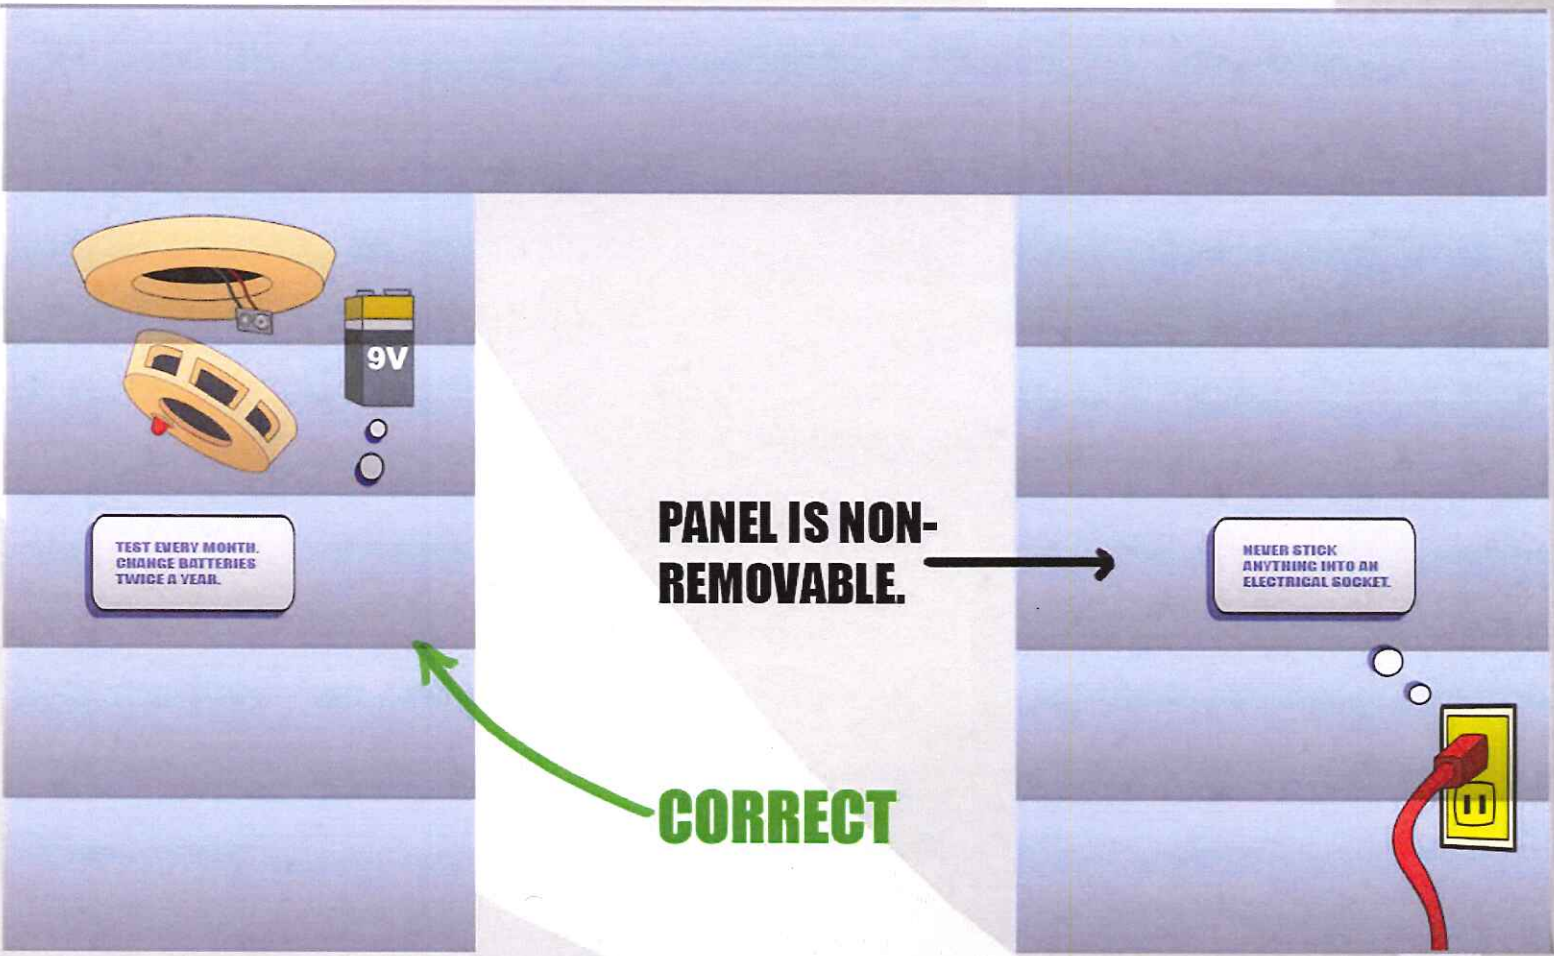 9V
TEST EVERY MONTH.
CHANGE BATTERIES
TWICE A YEAR.
PANEL IS NON-
REMOVABLE.
NEVER STICK
ANYTHING INTO AN
ELECTRICAL SOCKET.
CORRECT